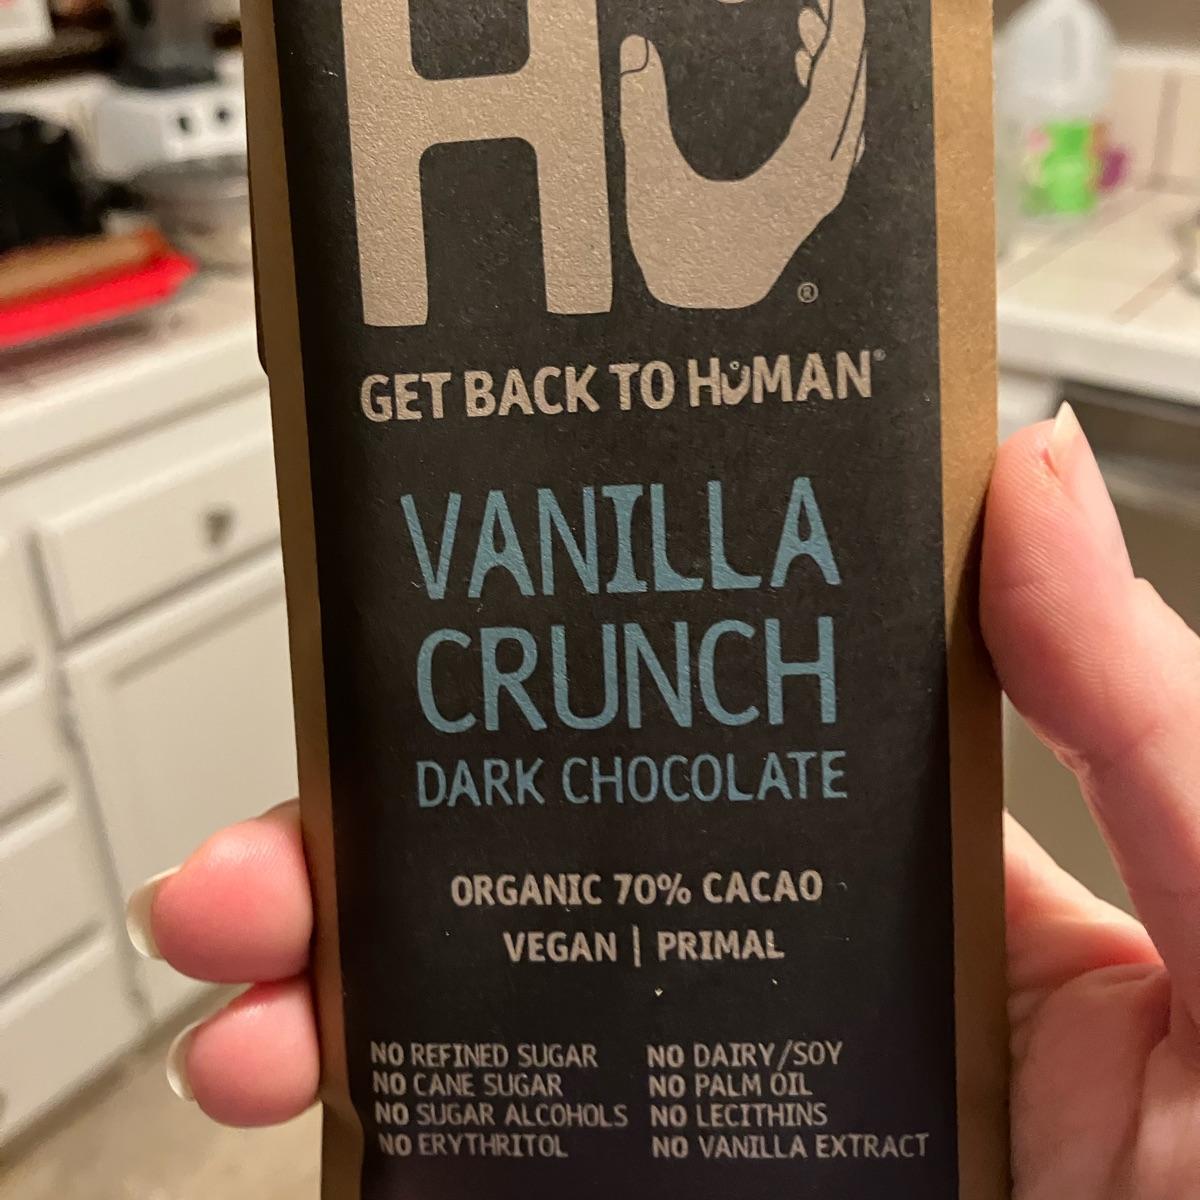 HU®
GET BACK TO HUMAN®
VANILLA
CRUNCH
DARK CHOCOLATE
ORGANIC 70% CACAO
VEGAN | PRIMAL
NO REFINED SUGAR NO DAIRY/SOY
NO CANE SUGAR NO PALM OIL
NO SUGAR ALCOHOLS NO LECITHINS
NO ERYTHRITOL NO VANILLA EXTRACT